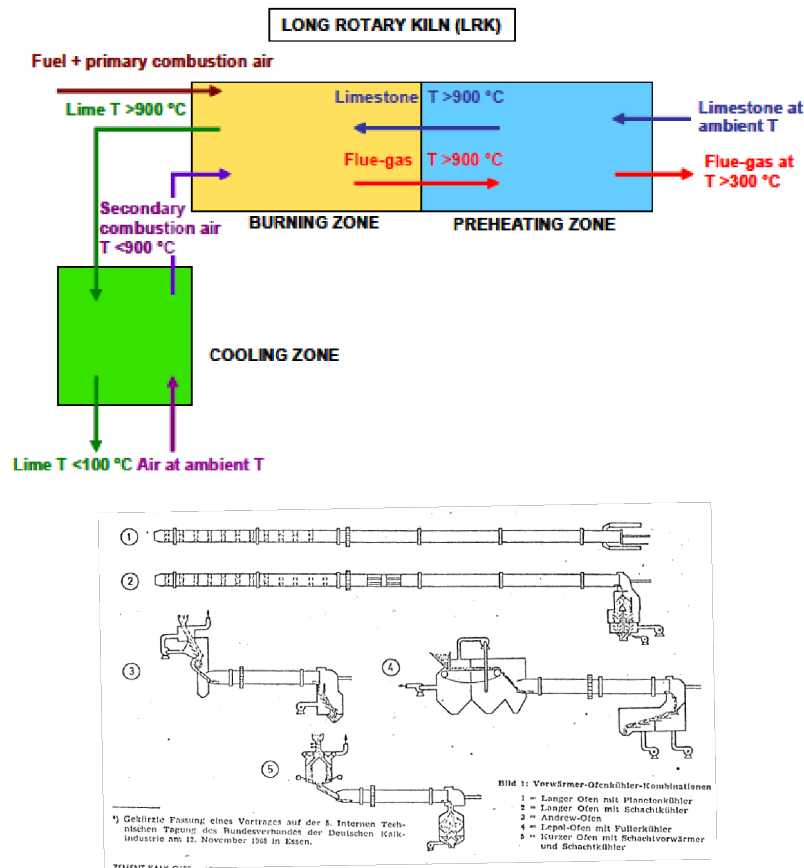 LONG ROTARY KILN (LRK)
Fuel + primary combustion air
Lime T >900 °C
Limestone T >900 °C
Limestone at
ambient T
Flue-gas T >900 °C
Flue-gas at
T >300 °C
Secondary
combustion air
T <900 °C
BURNING ZONE
PREHEATING ZONE
COOLING ZONE
Lime T <100 °C Air at ambient T
1
2
3
4
5
Bild 1: Vorwärmer-Ofenkühler-Kombinationen
1 = Langer Ofen mit Planetenkühler
2 = Langer Ofen mit Schachtkühler
3 = Andrew-Ofen
4 = Lepol-Ofen mit Fullerkühler
5 = Kurzer Ofen mit Schachtvorwärmer
und Schachtkühler
*) Gekürzte Fassung eines Vortrages auf der 5. Internen Tech-
nischen Tagung des Bundesverbandes der Deutschen Kalk-
industrie am 12. November 1968 in Essen.
ZEMENT-KALK-GIPS